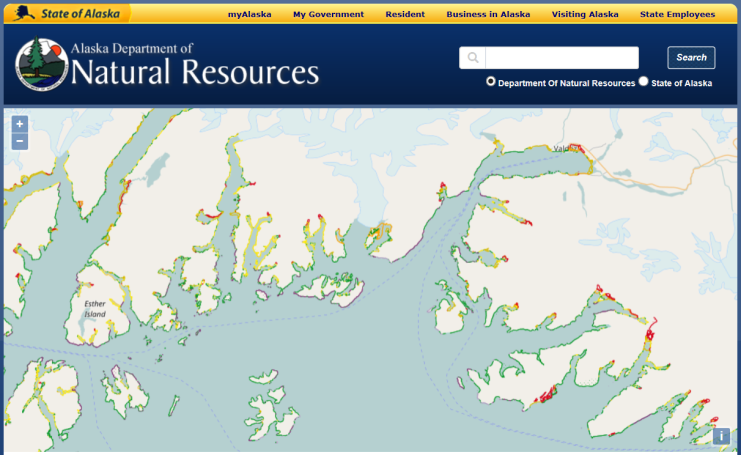 State of Alaska
myAlaska My Government Resident Business in Alaska Visiting Alaska State Employees
Alaska Department of
Natural Resources
Search
Department Of Natural Resources State of Alaska
+
−
Esther
Island
i